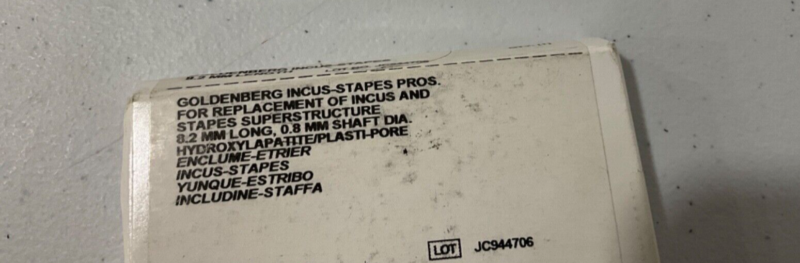 GOLDENBERG INCUS-STAPES PROS.
FOR REPLACEMENT OF INCUS AND
STAPES SUPERSTRUCTURE
8.2 MM LONG, 0.8 MM SHAFT DIA.
HYDROXYLAPATITE/PLASTI-PORE
ENCLUME-ETRIER
INCUS-STAPES
YUNQUE-ESTRIBO
INCLUDINE-STAFFA
LOT JC944706